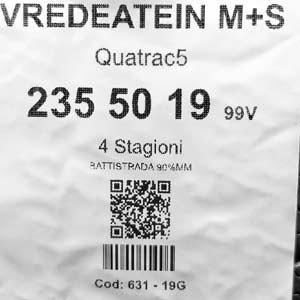 VREDEATEIN M+S
Quatrac5
235 50 19 99V
4 Stagioni
BATTISTRADA 90%MM
Cod: 631 - 19G